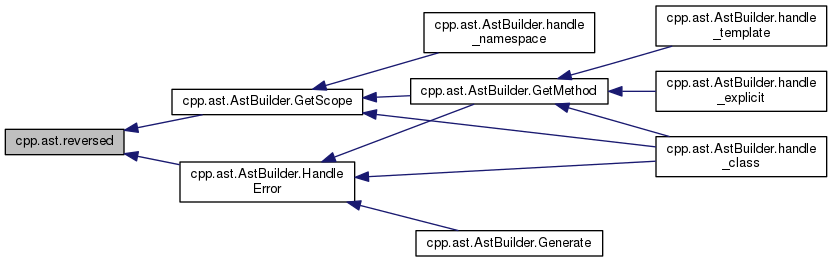 cpp.ast.AstBuilder.handle
_namespace
cpp.ast.AstBuilder.handle
_template
cpp.ast.AstBuilder.GetScope
cpp.ast.AstBuilder.GetMethod
cpp.ast.AstBuilder.handle
_explicit
cpp.ast.reversed
cpp.ast.AstBuilder.handle
_class
cpp.ast.AstBuilder.Handle
Error
cpp.ast.AstBuilder.Generate